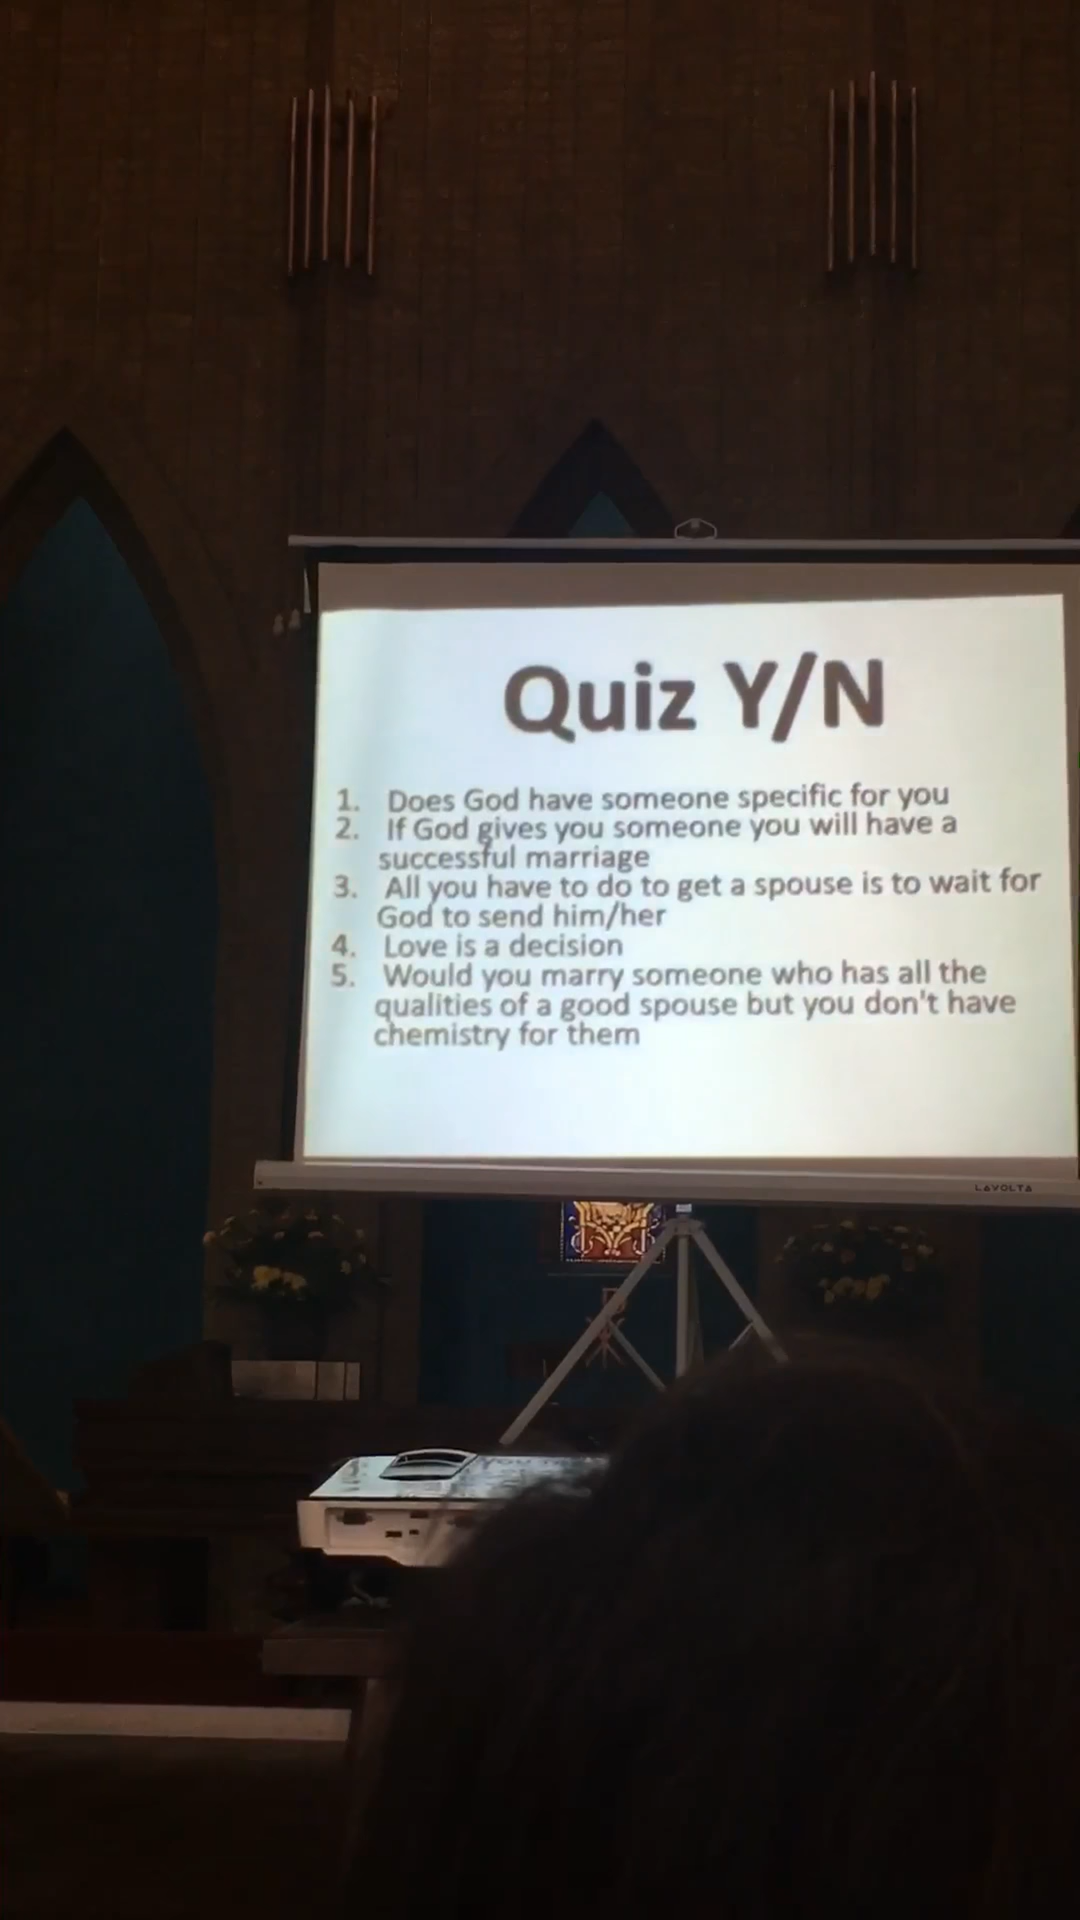 Quiz Y/N
1. Does God have someone specific for you
2. If God gives you someone you will have a
successful marriage
3. All you have to do to get a spouse is to wait for
God to send him/her
4. Love is a decision
5. Would you marry someone who has all the
qualities of a good spouse but you don't have
chemistry for them
LAVOLTA